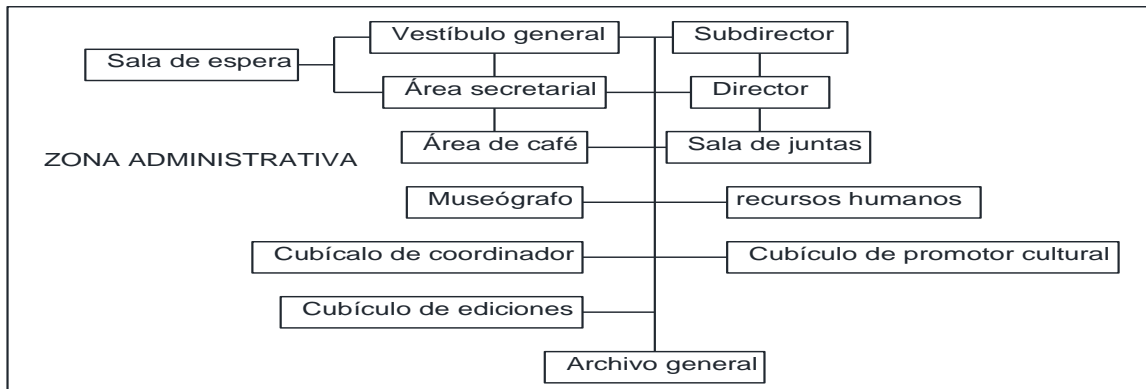 Vestíbulo general
Subdirector
Sala de espera
Área secretarial
Director
Área de café
Sala de juntas
ZONA ADMINISTRATIVA
Museógrafo
recursos humanos
Cubícalo de coordinador
Cubículo de promotor cultural
Cubículo de ediciones
Archivo general